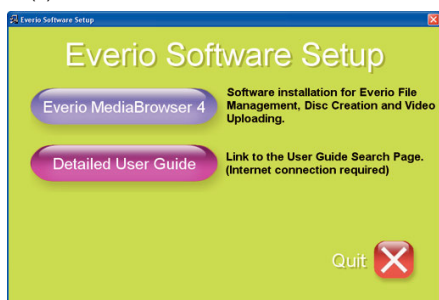 Everio Software Setup
Everio Software Setup
Everio MediaBrowser 4
Software installation for Everio File
Management, Disc Creation and Video
Uploading.
Detailed User Guide
Link to the User Guide Search Page.
(Internet connection required)
Quit